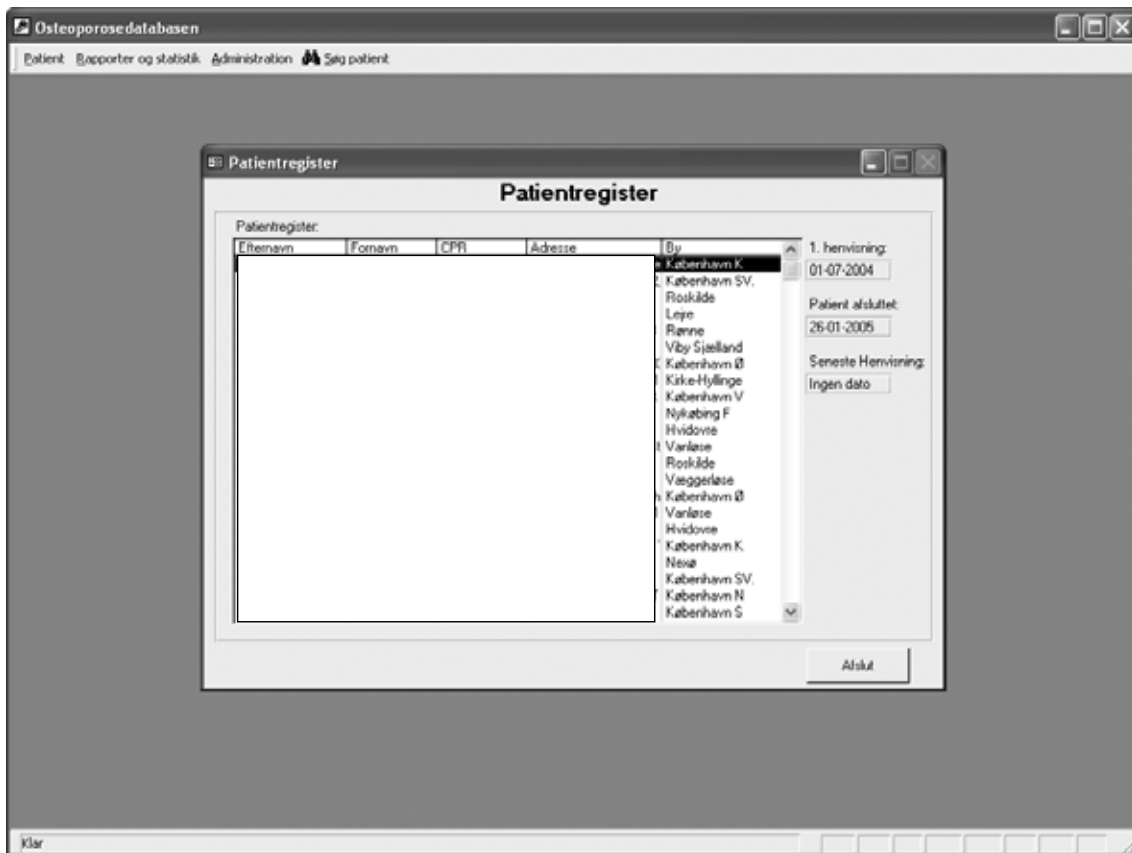 Osteoporosedatabasen
Patient Rapporter og statistik Administration Søg patient
Patientregister
Patientregister
Patientregister:
Efternavn Fornavn CPR Adresse By
København K
København SV.
Roskilde
Lejre
Rønne
Viby Sjælland
København Ø
Kirke-Hyllinge
København V
Nykøbing F
Hvidovre
Vanløse
Roskilde
Væggerløse
København Ø
Vanløse
Hvidovre
København K
Nexø
København SV.
København N
København S
1. henvisning:
01-07-2004
Patient afsluttet:
26-01-2005
Seneste Henvisning:
Ingen dato
Afslut
Klar